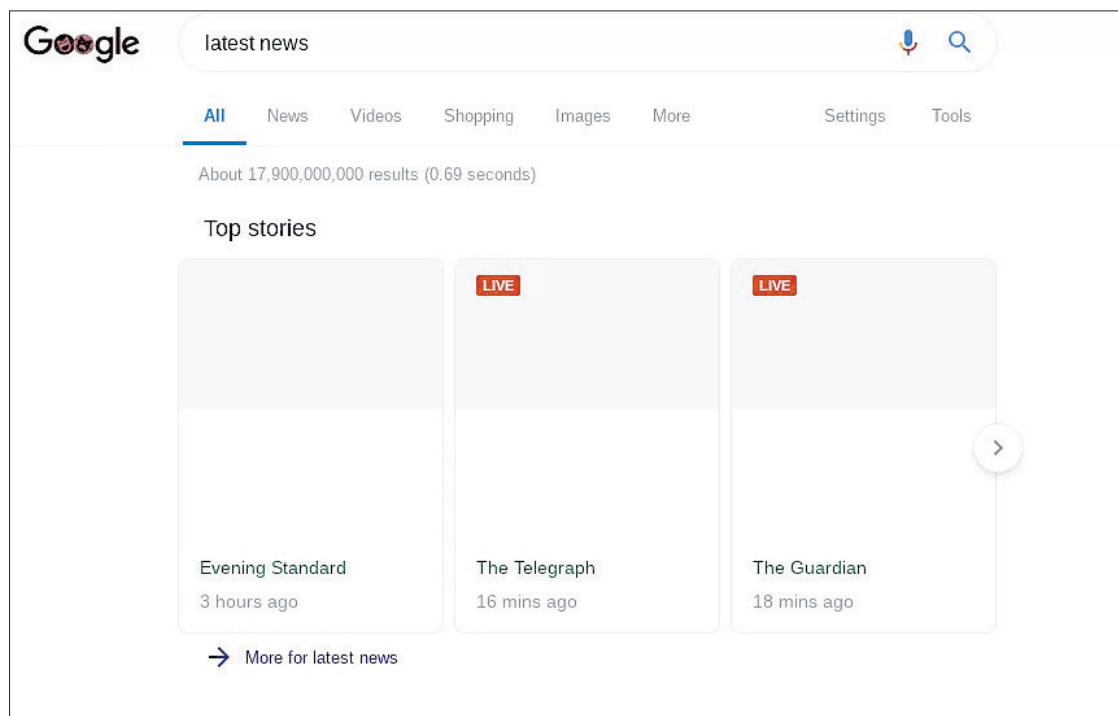 Google
latest news
All News Videos Shopping Images More Settings Tools
About 17,900,000,000 results (0.69 seconds)
Top stories
LIVE LIVE
Evening Standard The Telegraph The Guardian
3 hours ago 16 mins ago 18 mins ago
More for latest news